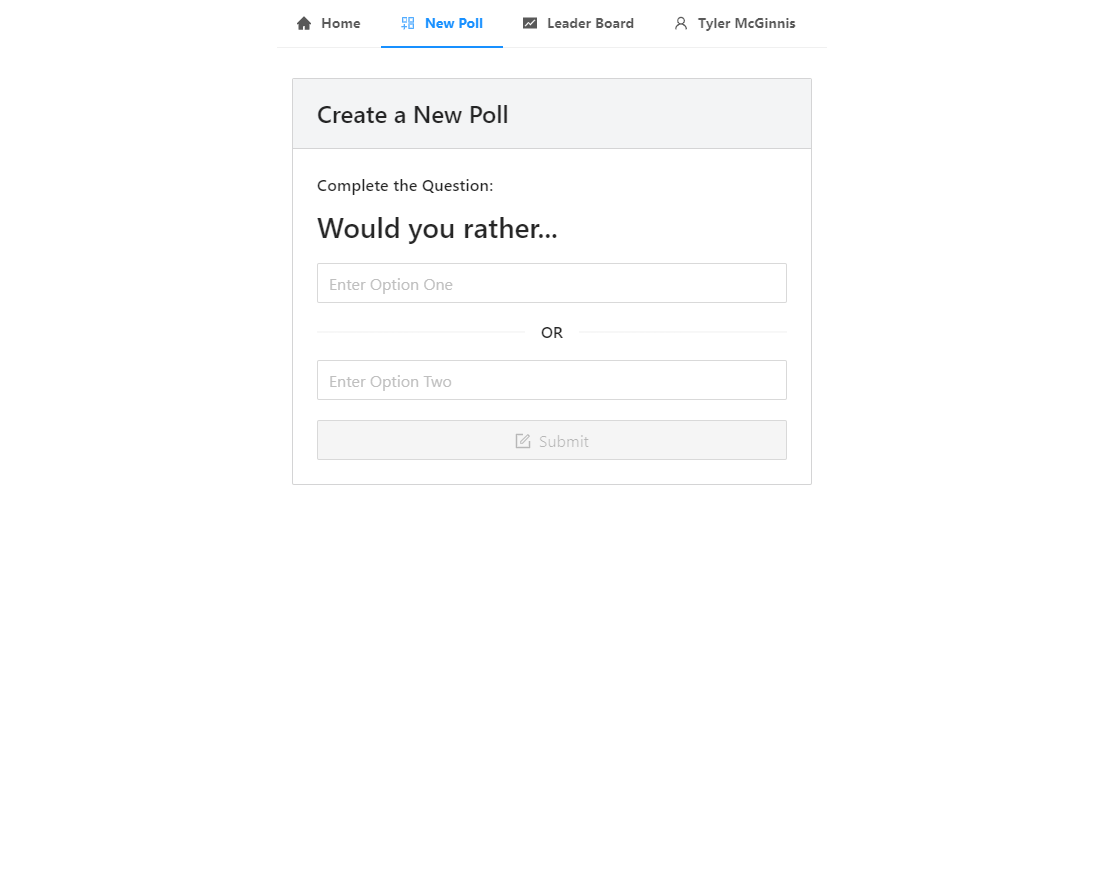 Home New Poll Leader Board Tyler McGinnis
Create a New Poll
Complete the Question:
Would you rather...
Enter Option One
OR
Enter Option Two
Submit